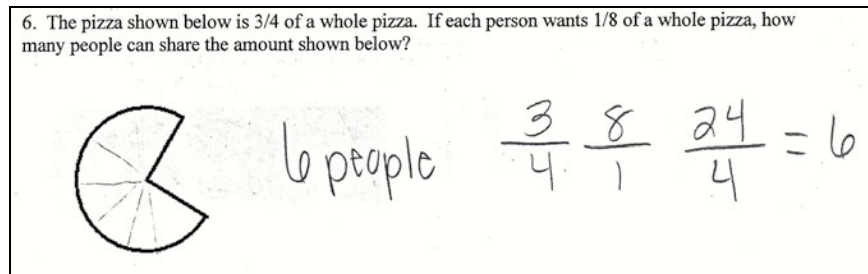 6. The pizza shown below is 3/4 of a whole pizza. If each person wants 1/8 of a whole pizza, how
many people can share the amount shown below?
6 people 3/4 8/1 24/4 = 6